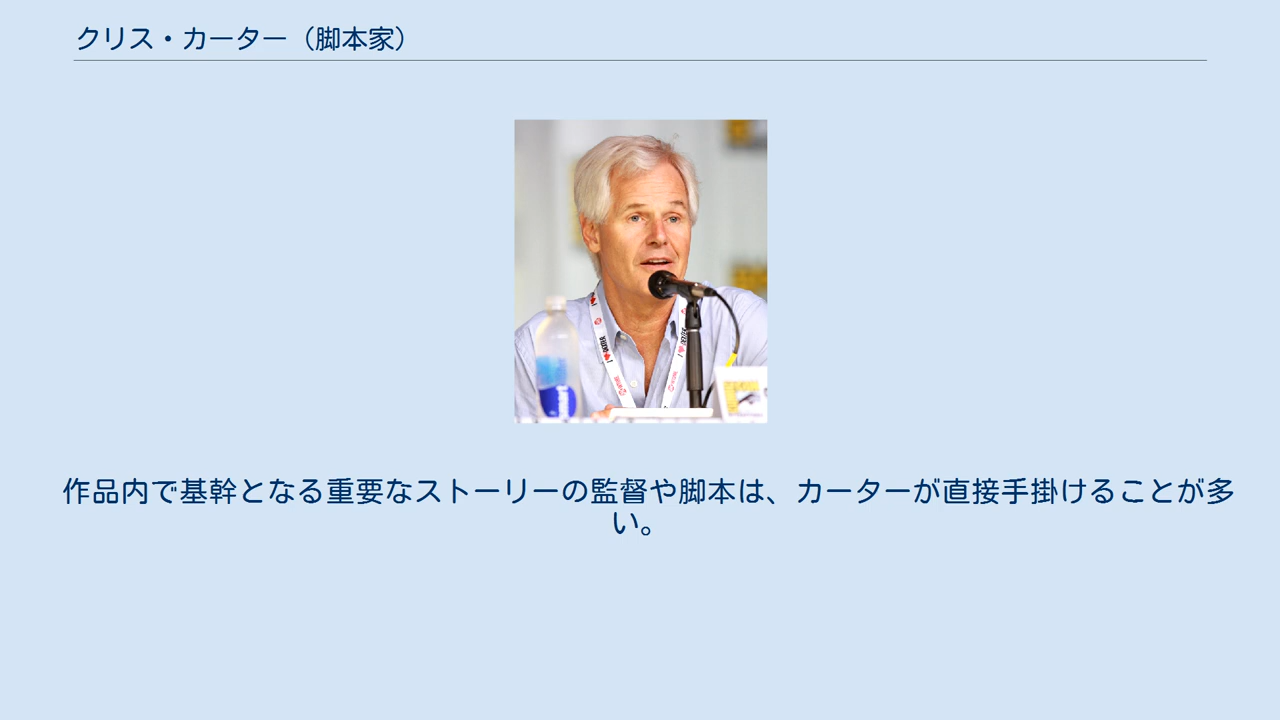 クリス・カーター（脚本家）
作品内で基幹となる重要なストーリーの監督や脚本は、カーターが直接手掛けることが多
い。